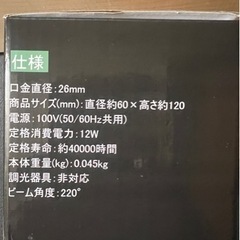 仕様
口金直径:26mm
商品サイズ(mm):直径約60×高さ約120
電源:100V(50/60Hz共用)
定格消費電力:12W
定格寿命:約40000時間
本体重量(kg):0.045kg
調光器具:非対応
ビーム角度:220°